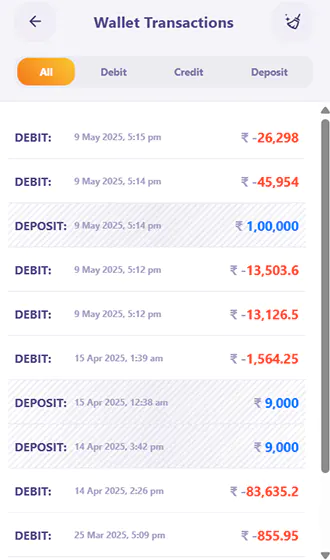 Wallet Transactions
All Debit Credit Deposit
DEBIT: 9 May 2025, 5:15 pm ₹ -26,298
DEBIT: 9 May 2025, 5:14 pm ₹ -45,954
DEPOSIT: 9 May 2025, 5:14 pm ₹ 1,00,000
DEBIT: 9 May 2025, 5:12 pm ₹ -13,503.6
DEBIT: 9 May 2025, 5:12 pm ₹ -13,126.5
DEBIT: 15 Apr 2025, 1:39 am ₹ -1,564.25
DEPOSIT: 15 Apr 2025, 12:38 am ₹ 9,000
DEPOSIT: 14 Apr 2025, 3:42 pm ₹ 9,000
DEBIT: 14 Apr 2025, 2:26 pm ₹ -83,635.2
DEBIT: 25 Mar 2025, 5:09 pm ₹ -855.95